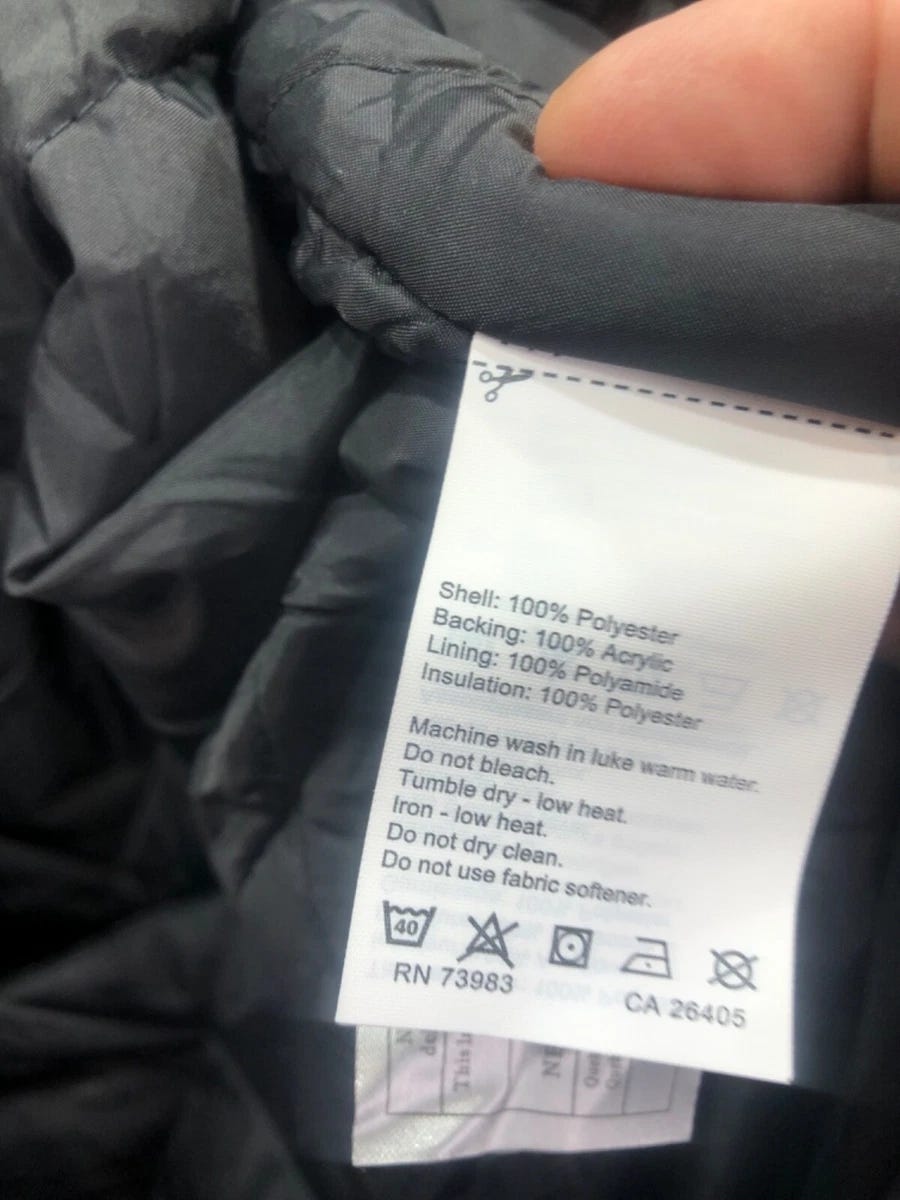 Shell: 100% Polyester
Backing: 100% Acrylic
Lining: 100% Polyamide
Insulation: 100% Polyester
Machine wash in luke warm water.
Do not bleach.
Tumble dry - low heat.
Iron - low heat.
Do not dry clean.
Do not use fabric softener.
40
RN 73983
CA 26405